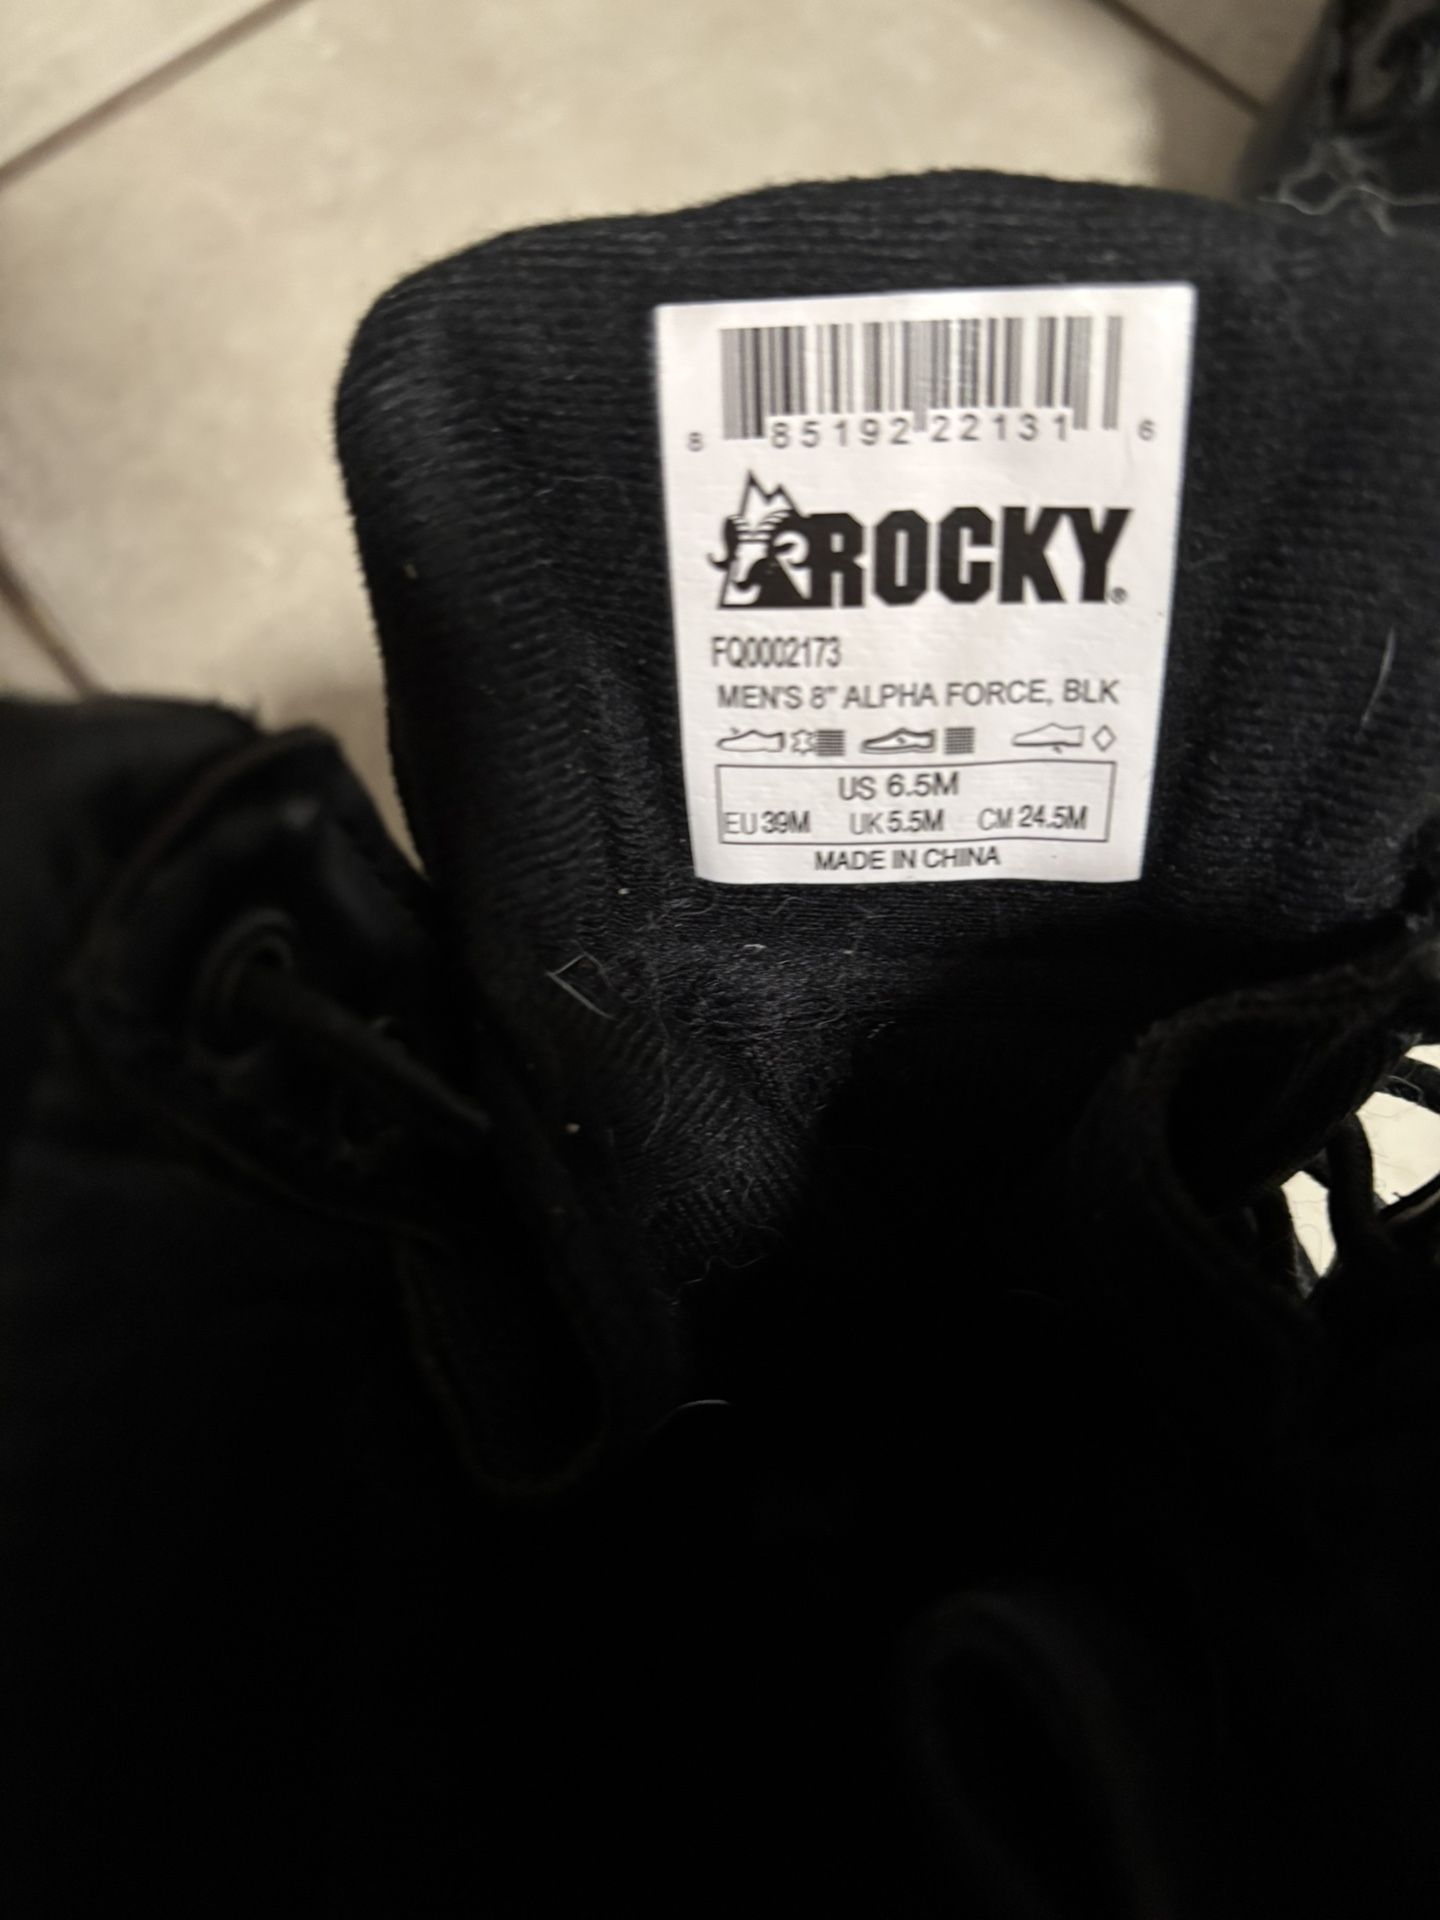 8 85192 22131 6
ROCKY®
FQ0002173
MEN'S 8" ALPHA FORCE, BLK
US 6.5M
EU 39M UK 5.5M CM 24.5M
MADE IN CHINA